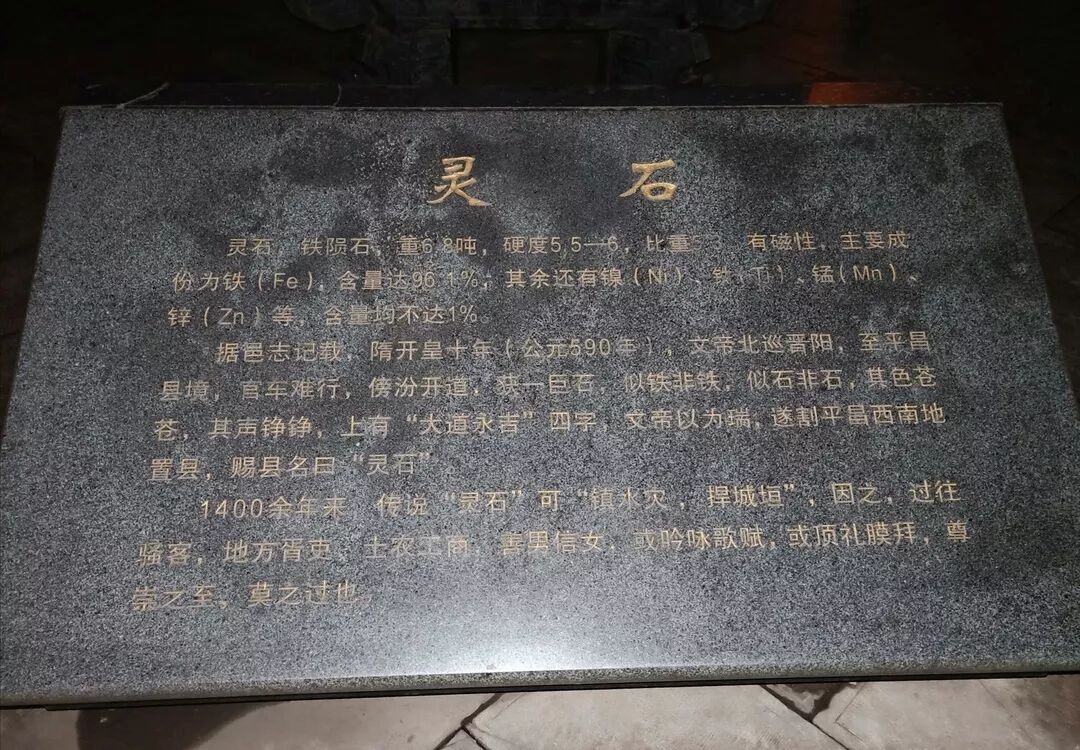 灵石
灵石 铁陨石，重6.8吨，硬度5.5—6，比重 有磁性，主要成
份为铁（Fe），含量达96.1%；其余还有镍（Ni）、钛（Ti）、锰（Mn）、
锌（Zn）等，含量均不达1%。
据邑志记载，隋开皇十年（公元590年），文帝北巡晋阳，至平昌
县境，官车难行，傍汾开道，获一巨石，似铁非铁，似石非石，其色苍
苍，其声铮铮，上有“大道永吉”四字，文帝以为瑞，遂割平昌西南地
置县，赐县名曰“灵石”。
1400余年来 传说“灵石”可“镇水灾，捍城垣”，因之，过往
骚客，地方胥吏，士农工商，善男信女，或吟咏歌赋，或顶礼膜拜，尊
崇之至，莫之过也。